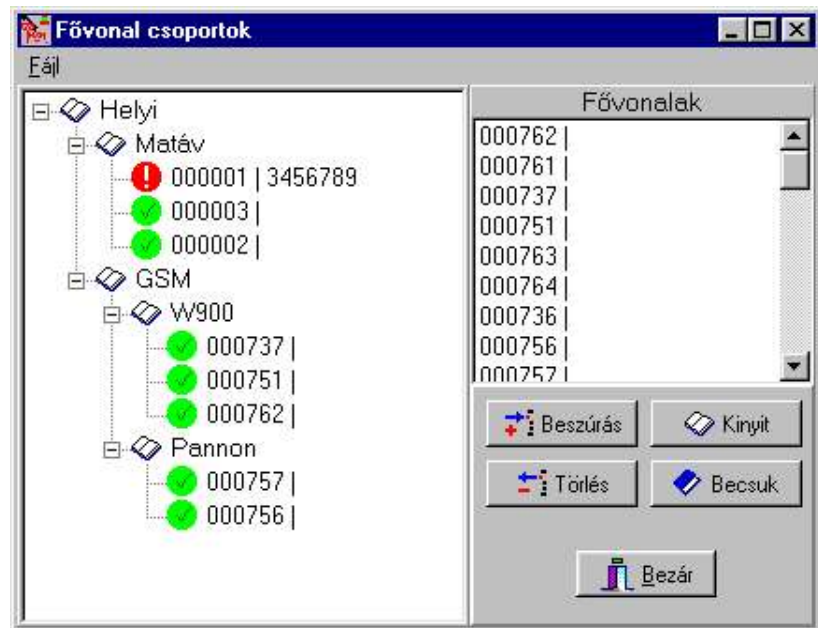 Fővonal csoportok
Fájl
Helyi
Matáv
000001 | 3456789
000003 |
000002 |
GSM
W900
000737 |
000751 |
000762 |
Pannon
000757 |
000756 |
Fővonalak
000762 |
000761 |
000737 |
000751 |
000763 |
000764 |
000736 |
000756 |
000757 |
Beszúrás
Kinyit
Törlés
Becsuk
Bezár